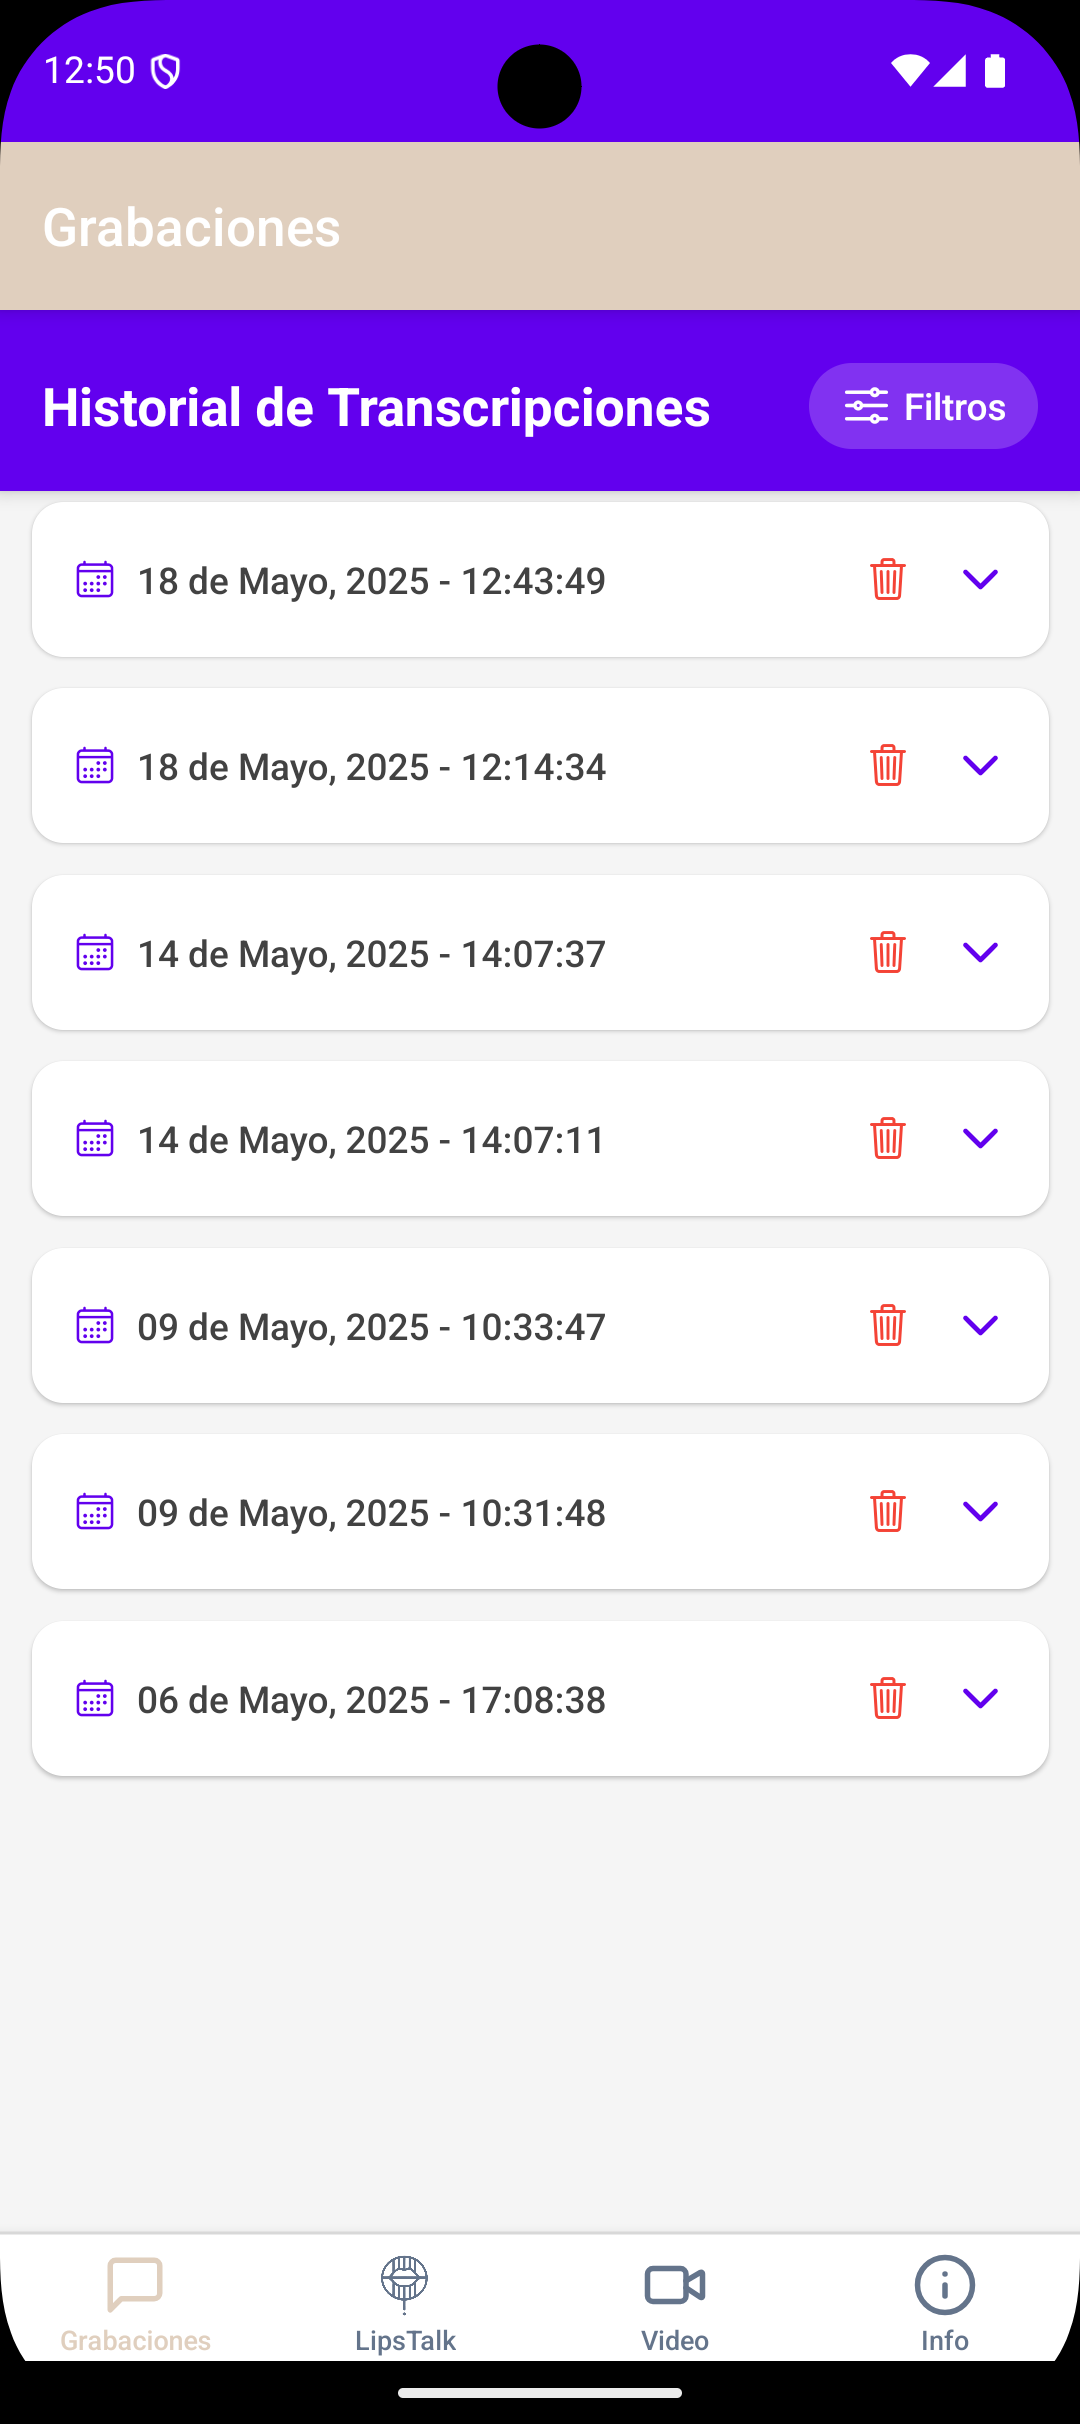 12:50
Grabaciones
Historial de Transcripciones
Filtros
18 de Mayo, 2025 - 12:43:49
18 de Mayo, 2025 - 12:14:34
14 de Mayo, 2025 - 14:07:37
14 de Mayo, 2025 - 14:07:11
09 de Mayo, 2025 - 10:33:47
09 de Mayo, 2025 - 10:31:48
06 de Mayo, 2025 - 17:08:38
Grabaciones
LipsTalk
Video
Info